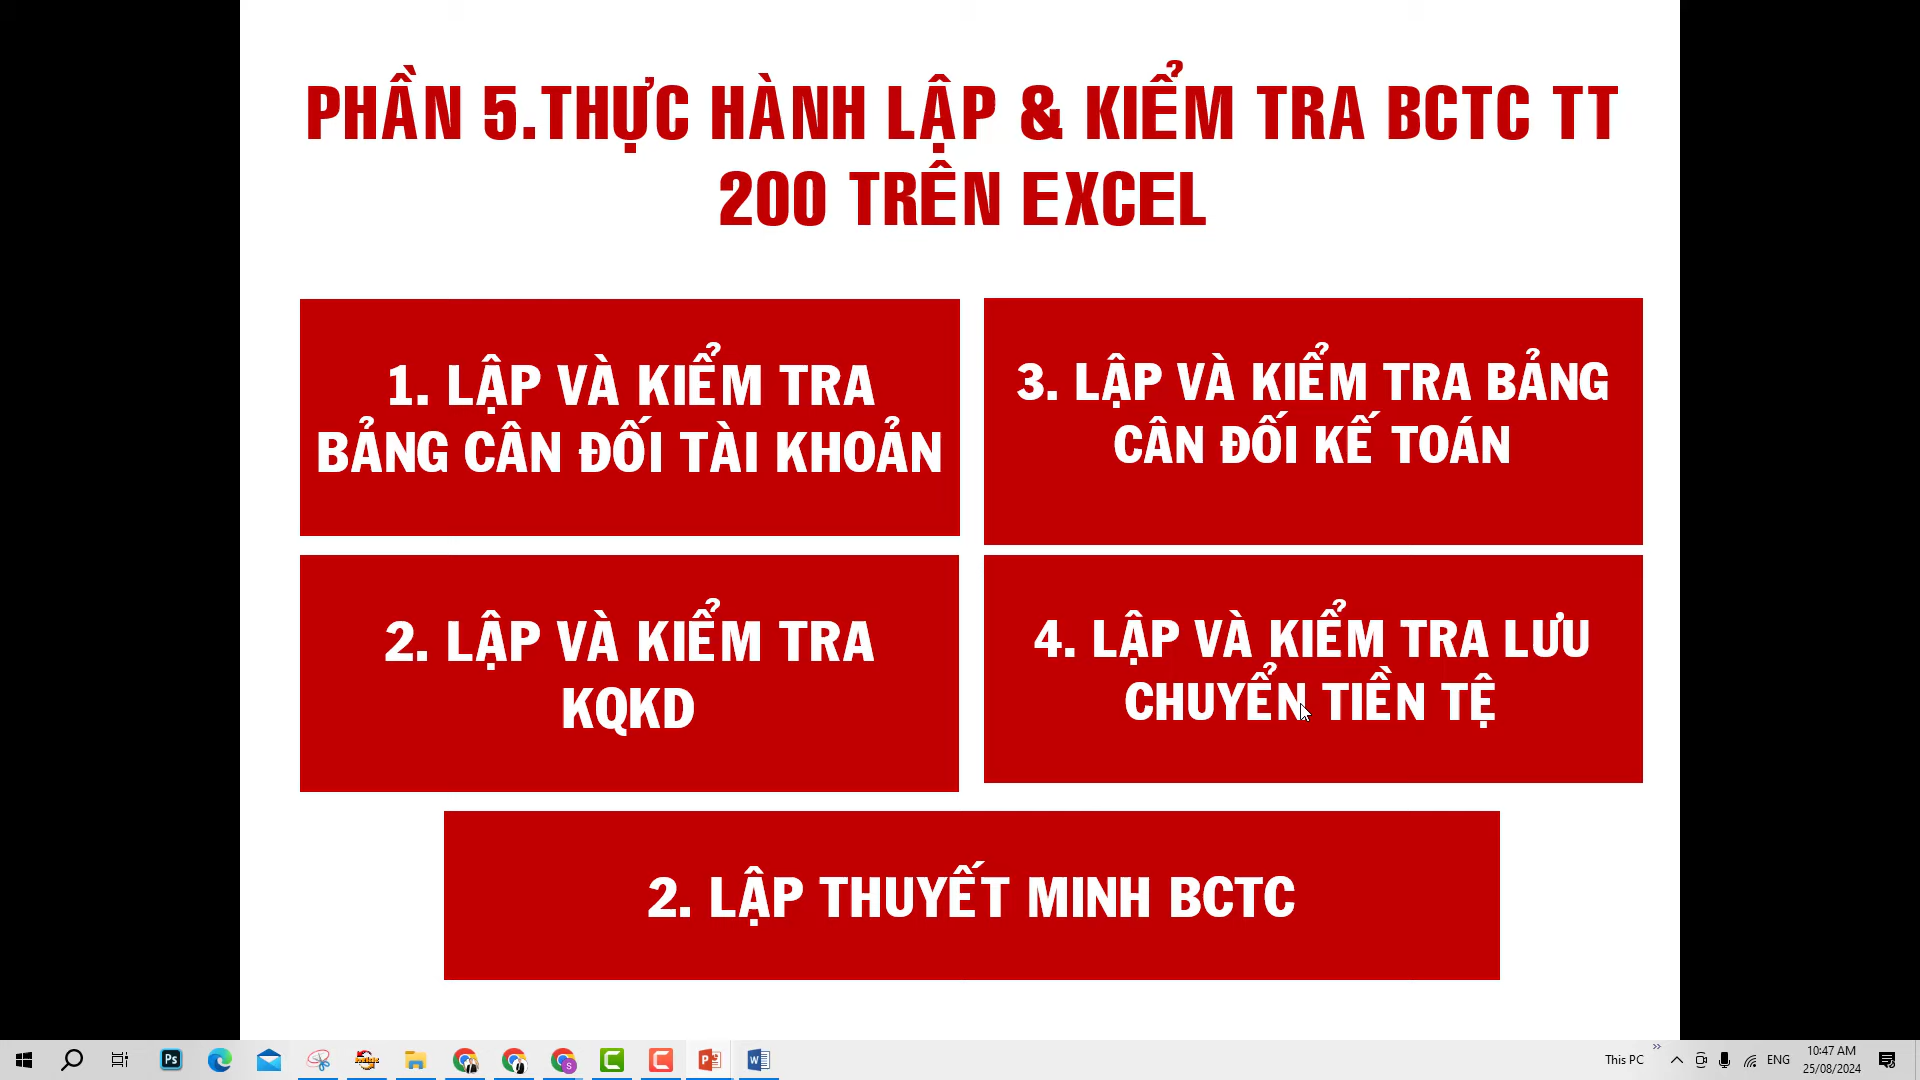 PHẦN 5.THỰC HÀNH LẬP & KIỂM TRA BCTC TT
200 TRÊN EXCEL
1. LẬP VÀ KIỂM TRA
BẢNG CÂN ĐỐI TÀI KHOẢN
3. LẬP VÀ KIỂM TRA BẢNG
CÂN ĐỐI KẾ TOÁN
2. LẬP VÀ KIỂM TRA
KQKD
4. LẬP VÀ KIỂM TRA LƯU
CHUYỂN TIỀN TỆ
2. LẬP THUYẾT MINH BCTC
Ps
S
This PC
ENG
10:47 AM
25/08/2024